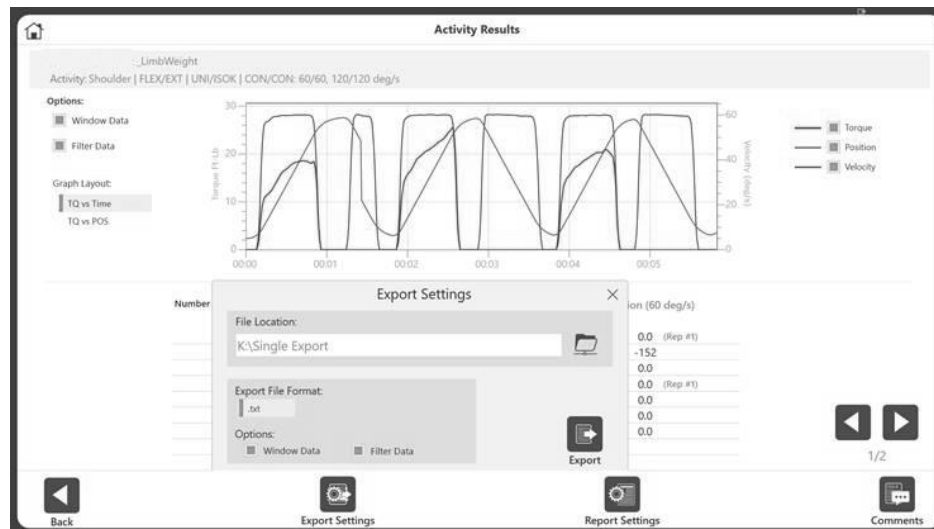 Activity Results
:_LimbWeight
Activity: Shoulder | FLEX/EXT | UNI/ISOK | CON/CON: 60/60, 120/120 deg/s
Options:
Window Data
Filter Data
Graph Layout:
TQ vs Time
TQ vs POS
Torque Ft-Lb
30
20
10
0
00:00 00:01 00:02 00:03 00:04 00:05
60
40
20
0
Velocity (deg/s)
Torque
Position
Velocity
Number
ion (60 deg/s)
0.0 (Rep #1)
-152
0.0
0.0 (Rep #1)
0.0
0.0
0.0
Export Settings
File Location:
K:\Single Export
Export File Format:
.txt
Options:
Window Data Filter Data
Export
1/2
Back Export Settings Report Settings Comments